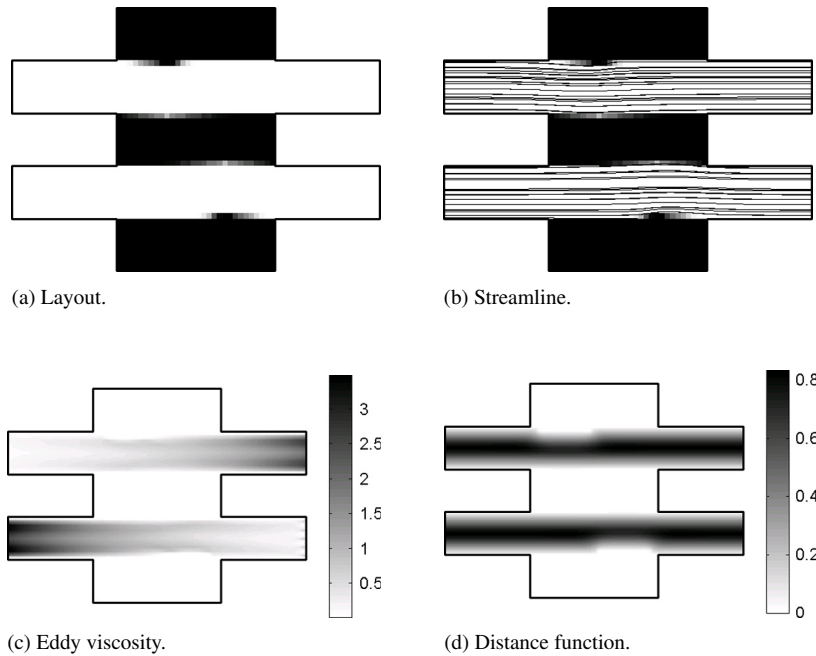 (a) Layout.
(b) Streamline.
3
2.5
2
1.5
1
0.5
0.8
0.6
0.4
0.2
0
(c) Eddy viscosity.
(d) Distance function.